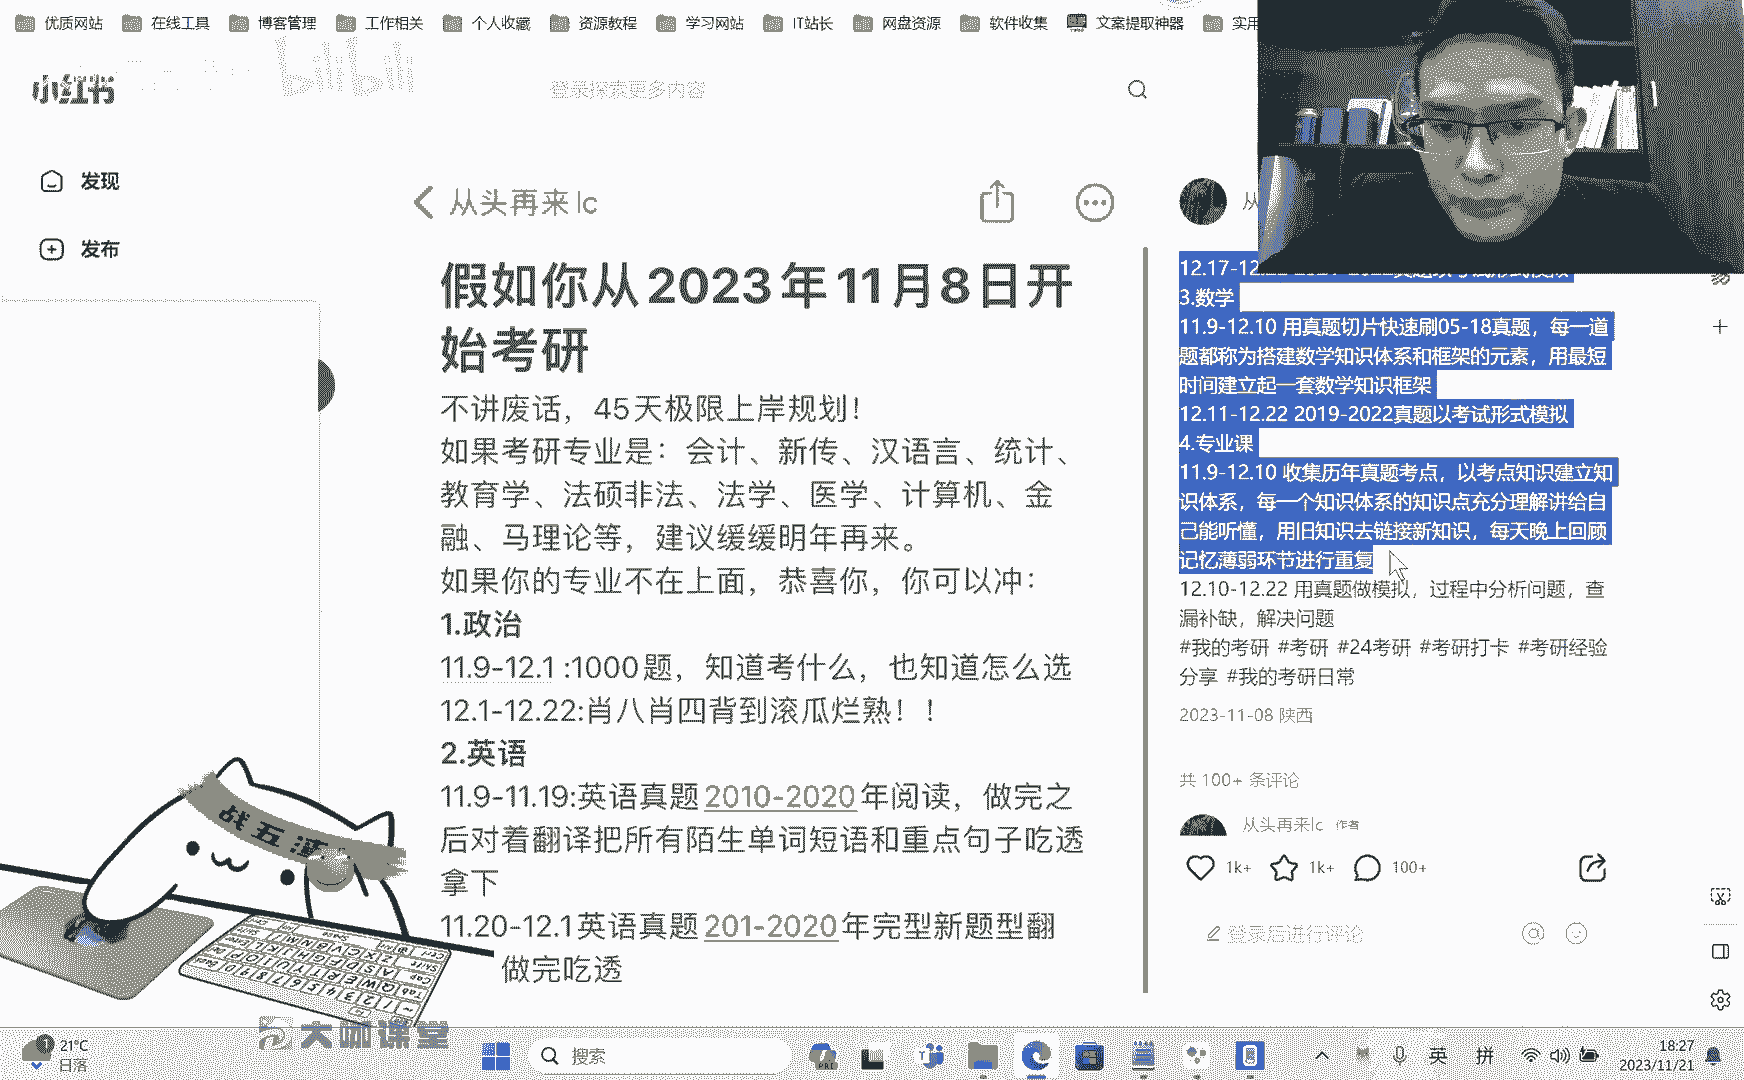 优质网站 在线工具 博客管理 工作相关 个人收藏 资源教程 学习网站 IT站长 网盘资源 软件收集 文案提取神器 实用
小红书
bilibili
登录探索更多内容
发现
发布
从头再来lc
假如你从2023年11月8日开
始考研
不讲废话，45天极限上岸规划！
如果考研专业是：会计、新传、汉语言、统计、
教育学、法硕非法、法学、医学、计算机、金
融、马理论等，建议缓缓明年再来。
如果你的专业不在上面，恭喜你，你可以冲：
1.政治
11.9-12.1 :1000题，知道考什么，也知道怎么选
12.1-12.22:肖八肖四背到滚瓜烂熟！！
2.英语
11.9-11.19:英语真题2010-2020年阅读，做完之
后对着翻译把所有陌生单词短语和重点句子吃透
拿下
11.20-12.1英语真题201-2020年完型新题型翻
做完吃透
从
12.17-12.
3.数学
11.9-12.10 用真题切片快速刷05-18真题，每一道
题都称为搭建数学知识体系和框架的元素，用最短
时间建立起一套数学知识框架
12.11-12.22 2019-2022真题以考试形式模拟
4.专业课
11.9-12.10 收集历年真题考点，以考点知识建立知
识体系，每一个知识体系的知识点充分理解讲给自
己能听懂，用旧知识去链接新知识，每天晚上回顾
记忆薄弱环节进行重复
12.10-12.22 用真题做模拟，过程中分析问题，查
漏补缺，解决问题
#我的考研 #考研 #24考研 #考研打卡 #考研经验
分享 #我的考研日常
2023-11-08 陕西
共 100+ 条评论
从头再来lc 作者
1k+ 1k+ 100+
登录后进行评论
大咖课堂
21°C
日落
搜索
英 拼
18:27
2023/11/21